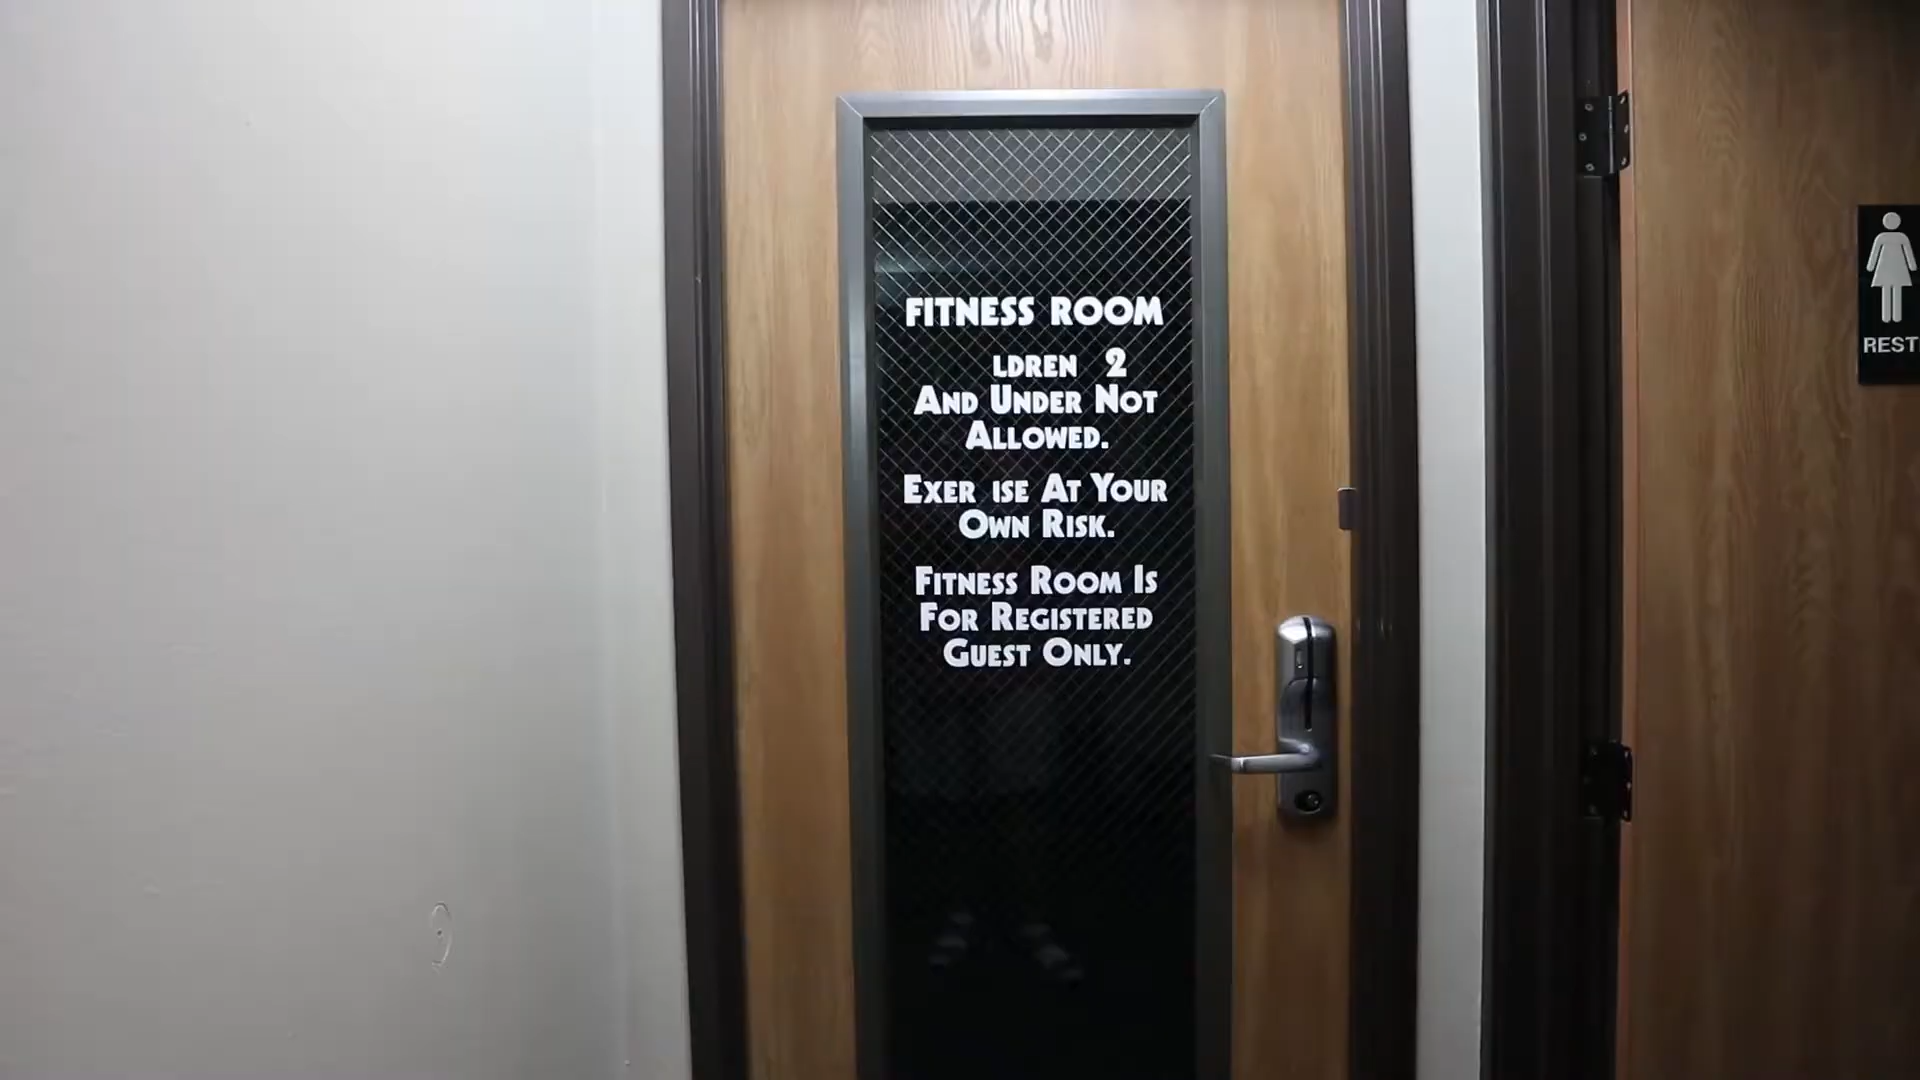 FITNESS ROOM
LDREN 2
AND UNDER NOT
ALLOWED.
EXER ISE AT YOUR
OWN RISK.
FITNESS ROOM IS
FOR REGISTERED
GUEST ONLY.
REST